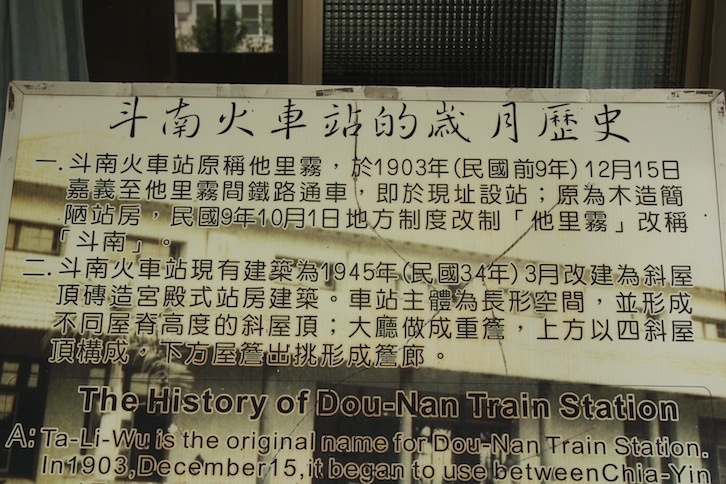 斗南火車站的歲月歷史
一.斗南火車站原稱他里霧，於1903年(民國前9年)12月15日
嘉義至他里霧間鐵路通車，即於現址設站；原為木造簡
陋站房，民國9年10月1日地方制度改制「他里霧」改稱
「斗南」。
二.斗南火車站現有建築為1945年(民國34年)3月改建為斜屋
頂磚造宮殿式站房建築。車站主體為長形空間，並形成
不同屋脊高度的斜屋頂；大廳做成重簷，上方以四斜屋
頂構成，下方屋簷出挑形成簷廊。
The History of Dou-Nan Train Station
A: Ta-Li-Wu is the original name for Dou-Nan Train Station.
In1903,December15,it began to use betweenChia-Yin